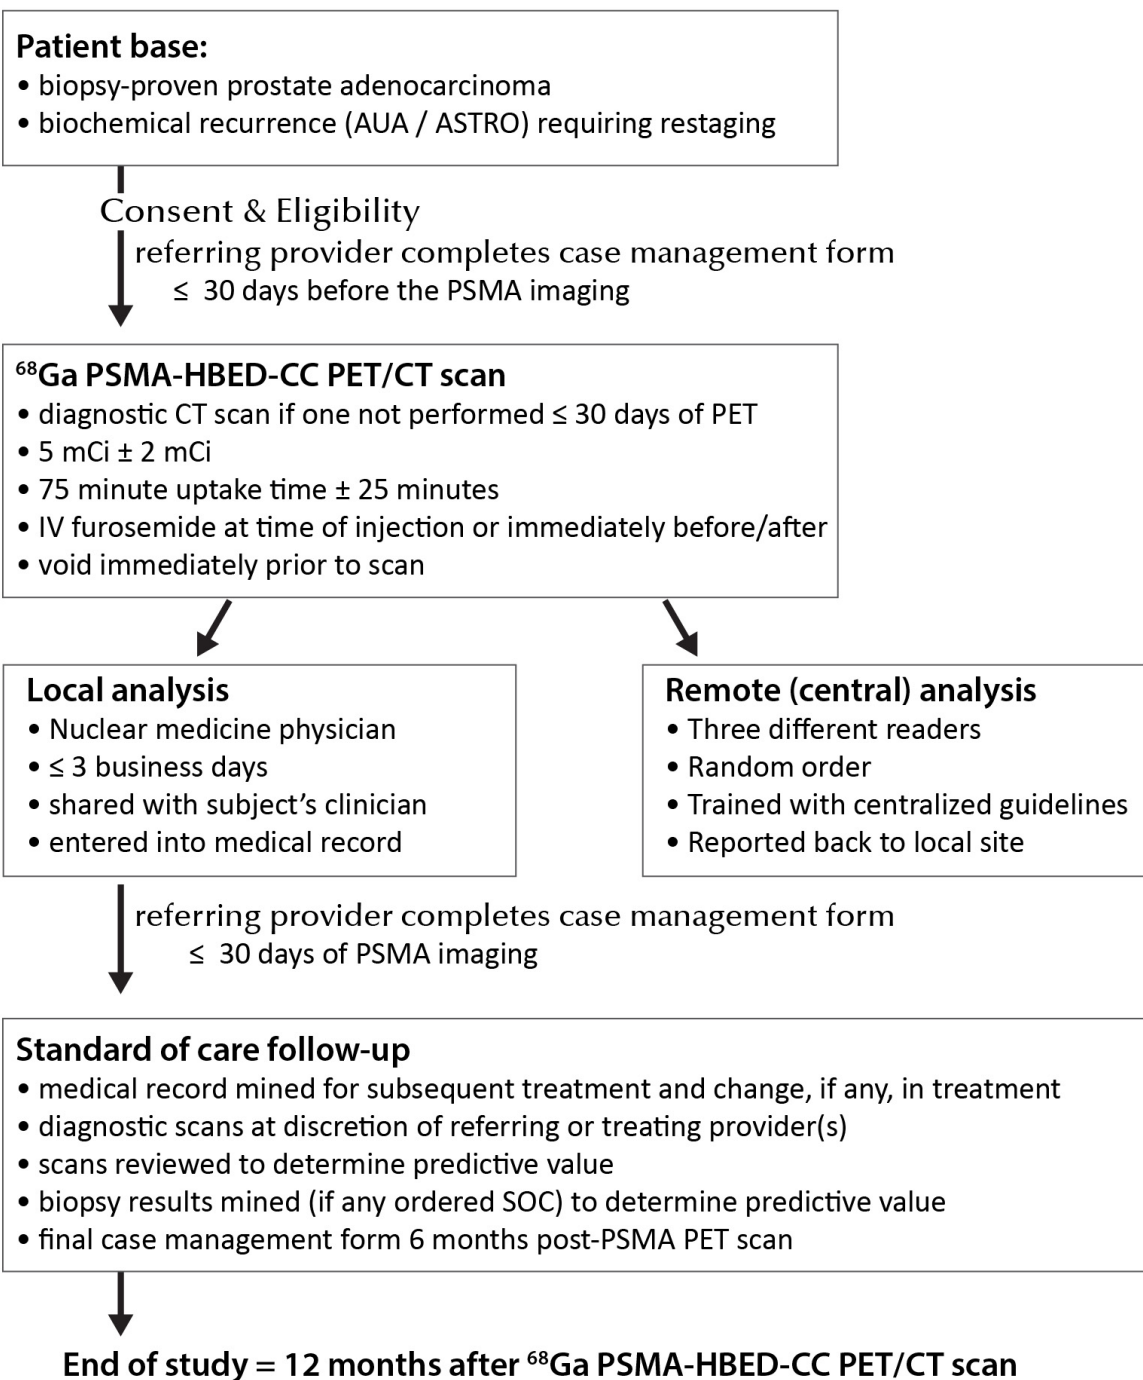 Patient base:
• biopsy-proven prostate adenocarcinoma
• biochemical recurrence (AUA / ASTRO) requiring restaging
Consent & Eligibility
referring provider completes case management form
≤ 30 days before the PSMA imaging
⁶⁸Ga PSMA-HBED-CC PET/CT scan
• diagnostic CT scan if one not performed ≤ 30 days of PET
• 5 mCi ± 2 mCi
• 75 minute uptake time ± 25 minutes
• IV furosemide at time of injection or immediately before/after
• void immediately prior to scan
Local analysis
• Nuclear medicine physician
• ≤ 3 business days
• shared with subject’s clinician
• entered into medical record
Remote (central) analysis
• Three different readers
• Random order
• Trained with centralized guidelines
• Reported back to local site
referring provider completes case management form
≤ 30 days of PSMA imaging
Standard of care follow-up
• medical record mined for subsequent treatment and change, if any, in treatment
• diagnostic scans at discretion of referring or treating provider(s)
• scans reviewed to determine predictive value
• biopsy results mined (if any ordered SOC) to determine predictive value
• final case management form 6 months post-PSMA PET scan
End of study = 12 months after ⁶⁸Ga PSMA-HBED-CC PET/CT scan